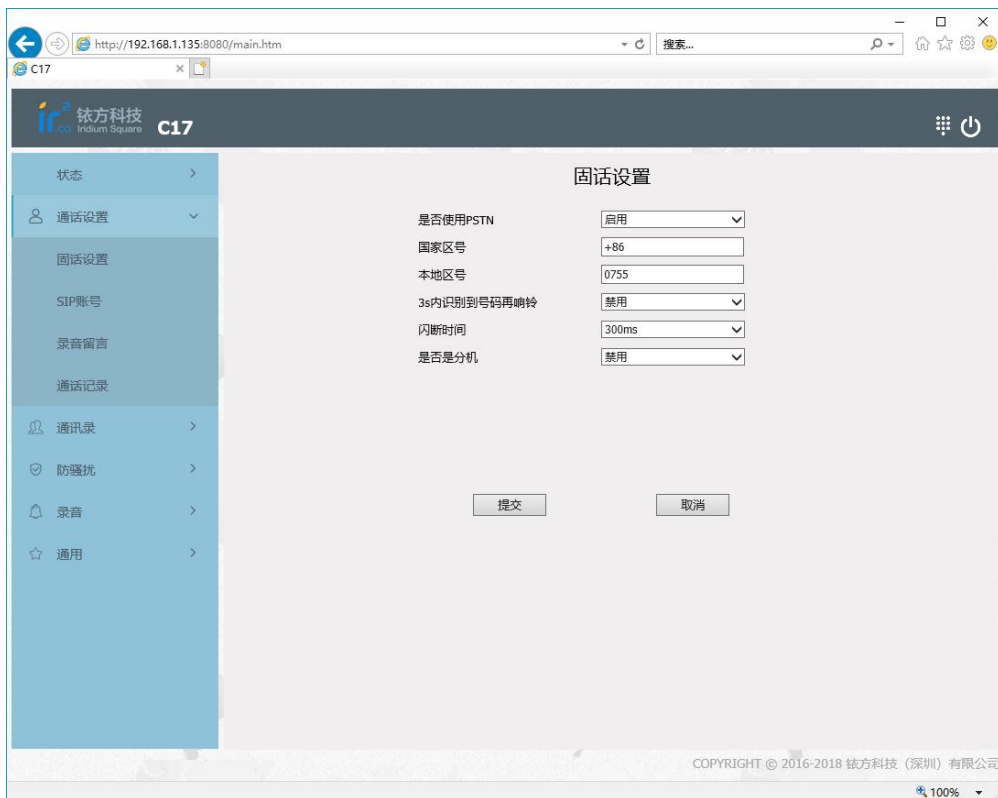 http://192.168.1.135:8080/main.htm
搜索...
C17
ir²
.co
铱方科技
Iridium Square
C17
状态
通话设置
固话设置
SIP账号
录音留言
通话记录
通讯录
防骚扰
录音
通用
固话设置
是否使用PSTN 启用
国家区号 +86
本地区号 0755
3s内识别到号码再响铃 禁用
闪断时间 300ms
是否是分机 禁用
提交 取消
COPYRIGHT © 2016-2018 铱方科技（深圳）有限公司
100%